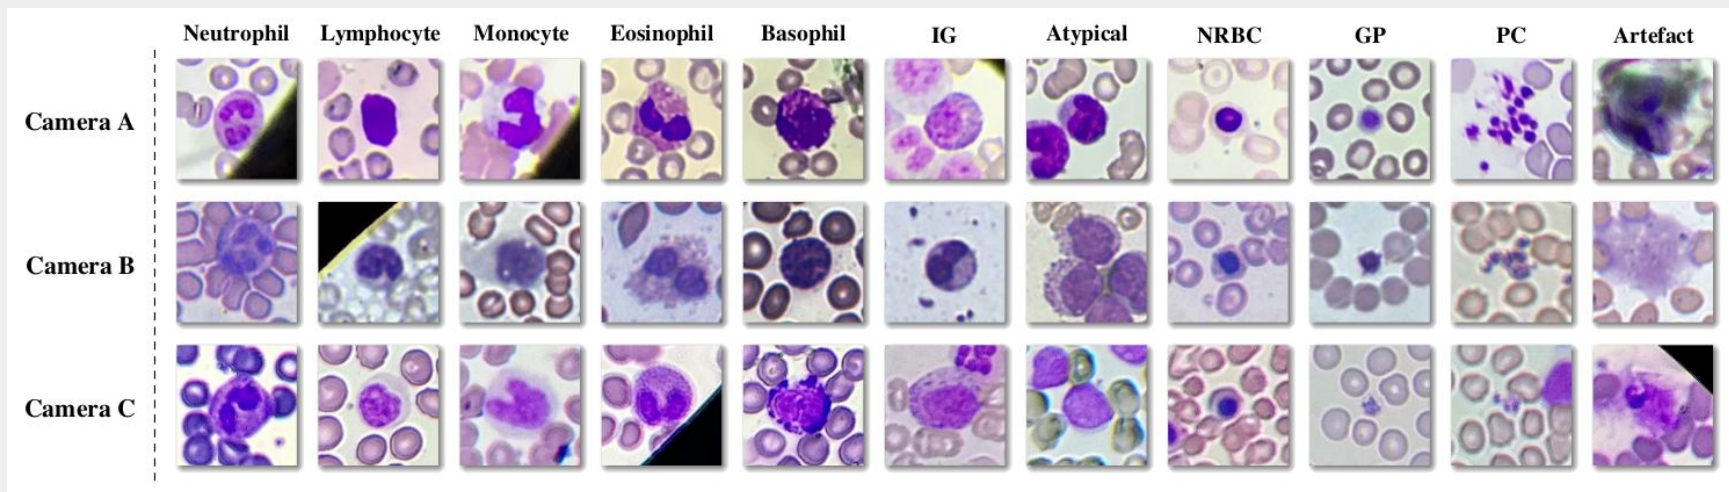 Neutrophil Lymphocyte Monocyte Eosinophil Basophil IG Atypical NRBC GP PC Artefact
Camera A
Camera B
Camera C